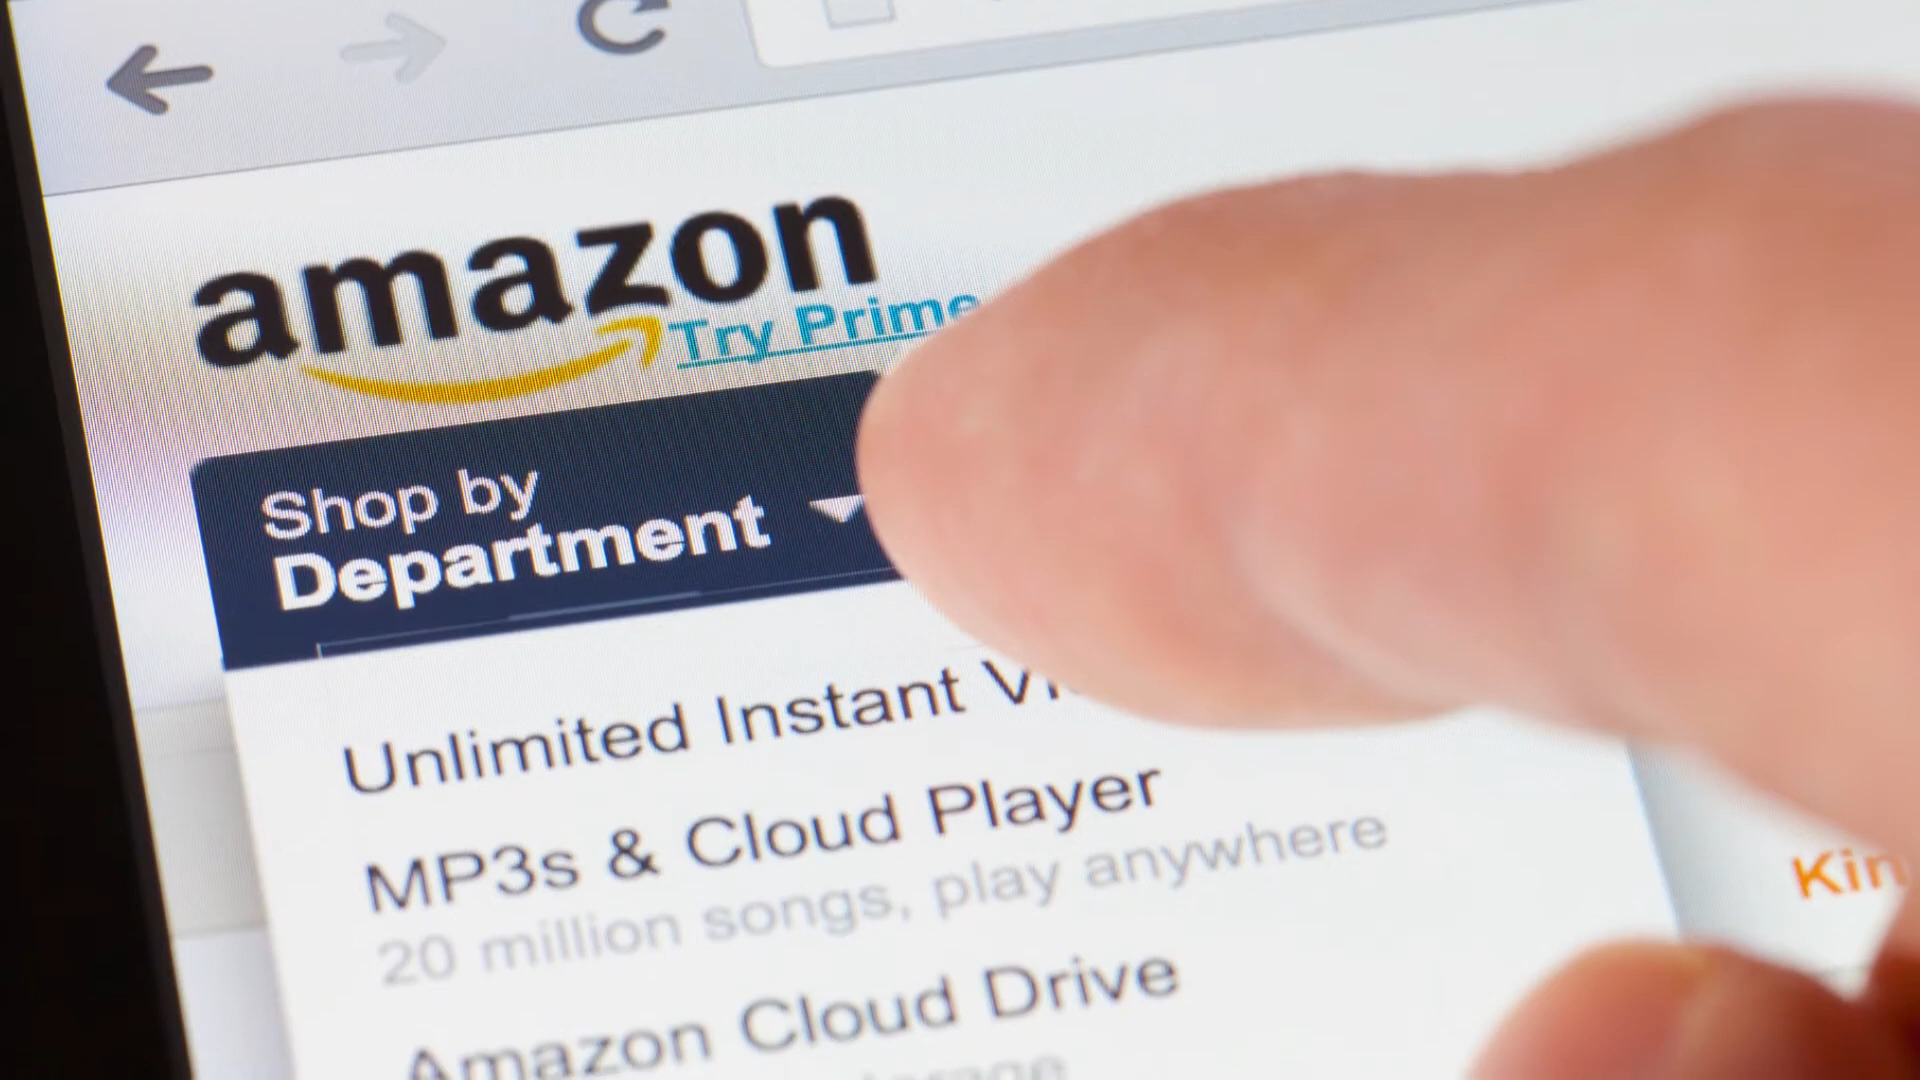 amazon
Try Prime
Shop by
Department
Unlimited Instant
MP3s & Cloud Player
20 million songs, play anywhere
Amazon Cloud Drive